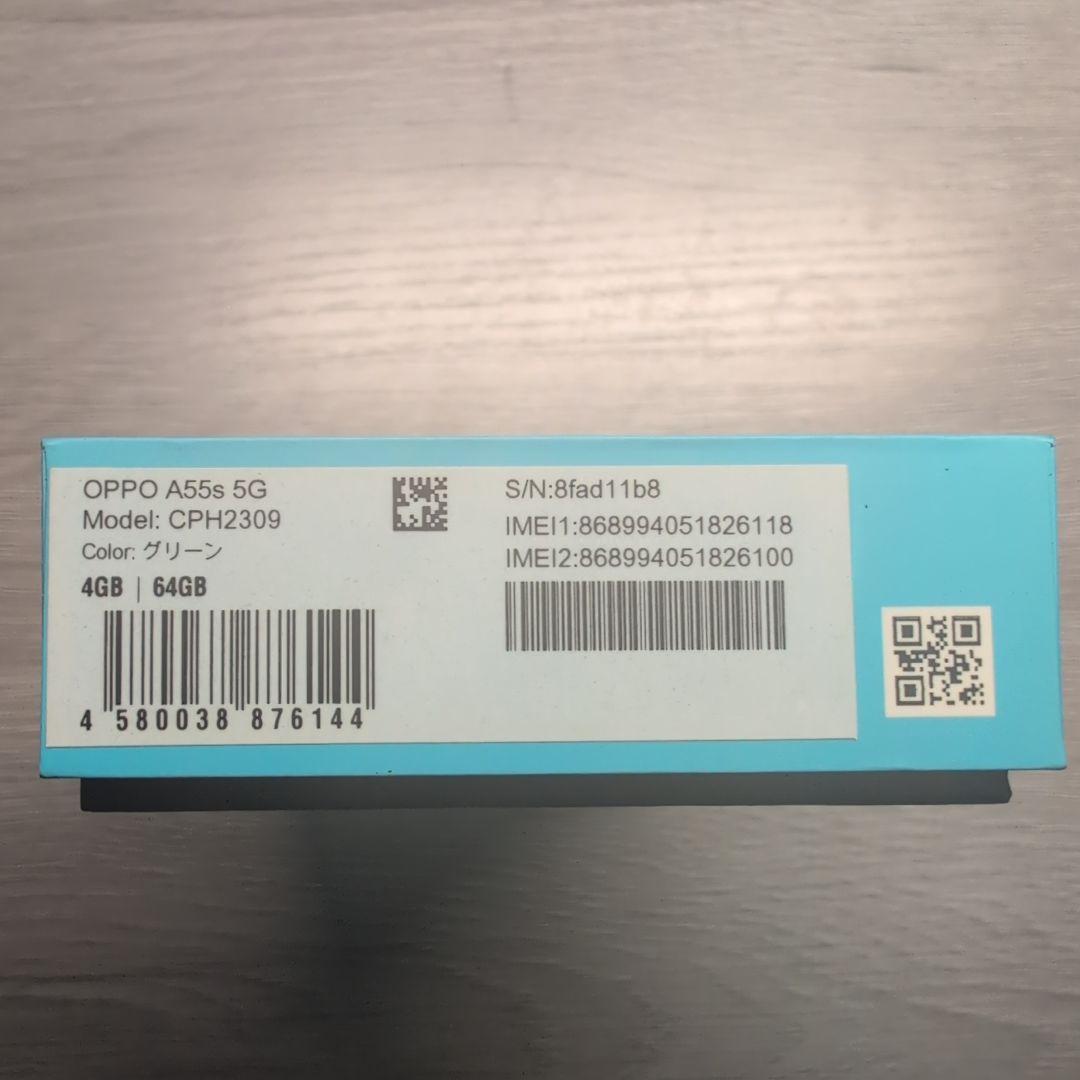 OPPO A55s 5G
Model: CPH2309
Color: グリーン
4GB | 64GB
4 580038 876144
S/N:8fad11b8
IMEI1:868994051826118
IMEI2:868994051826100